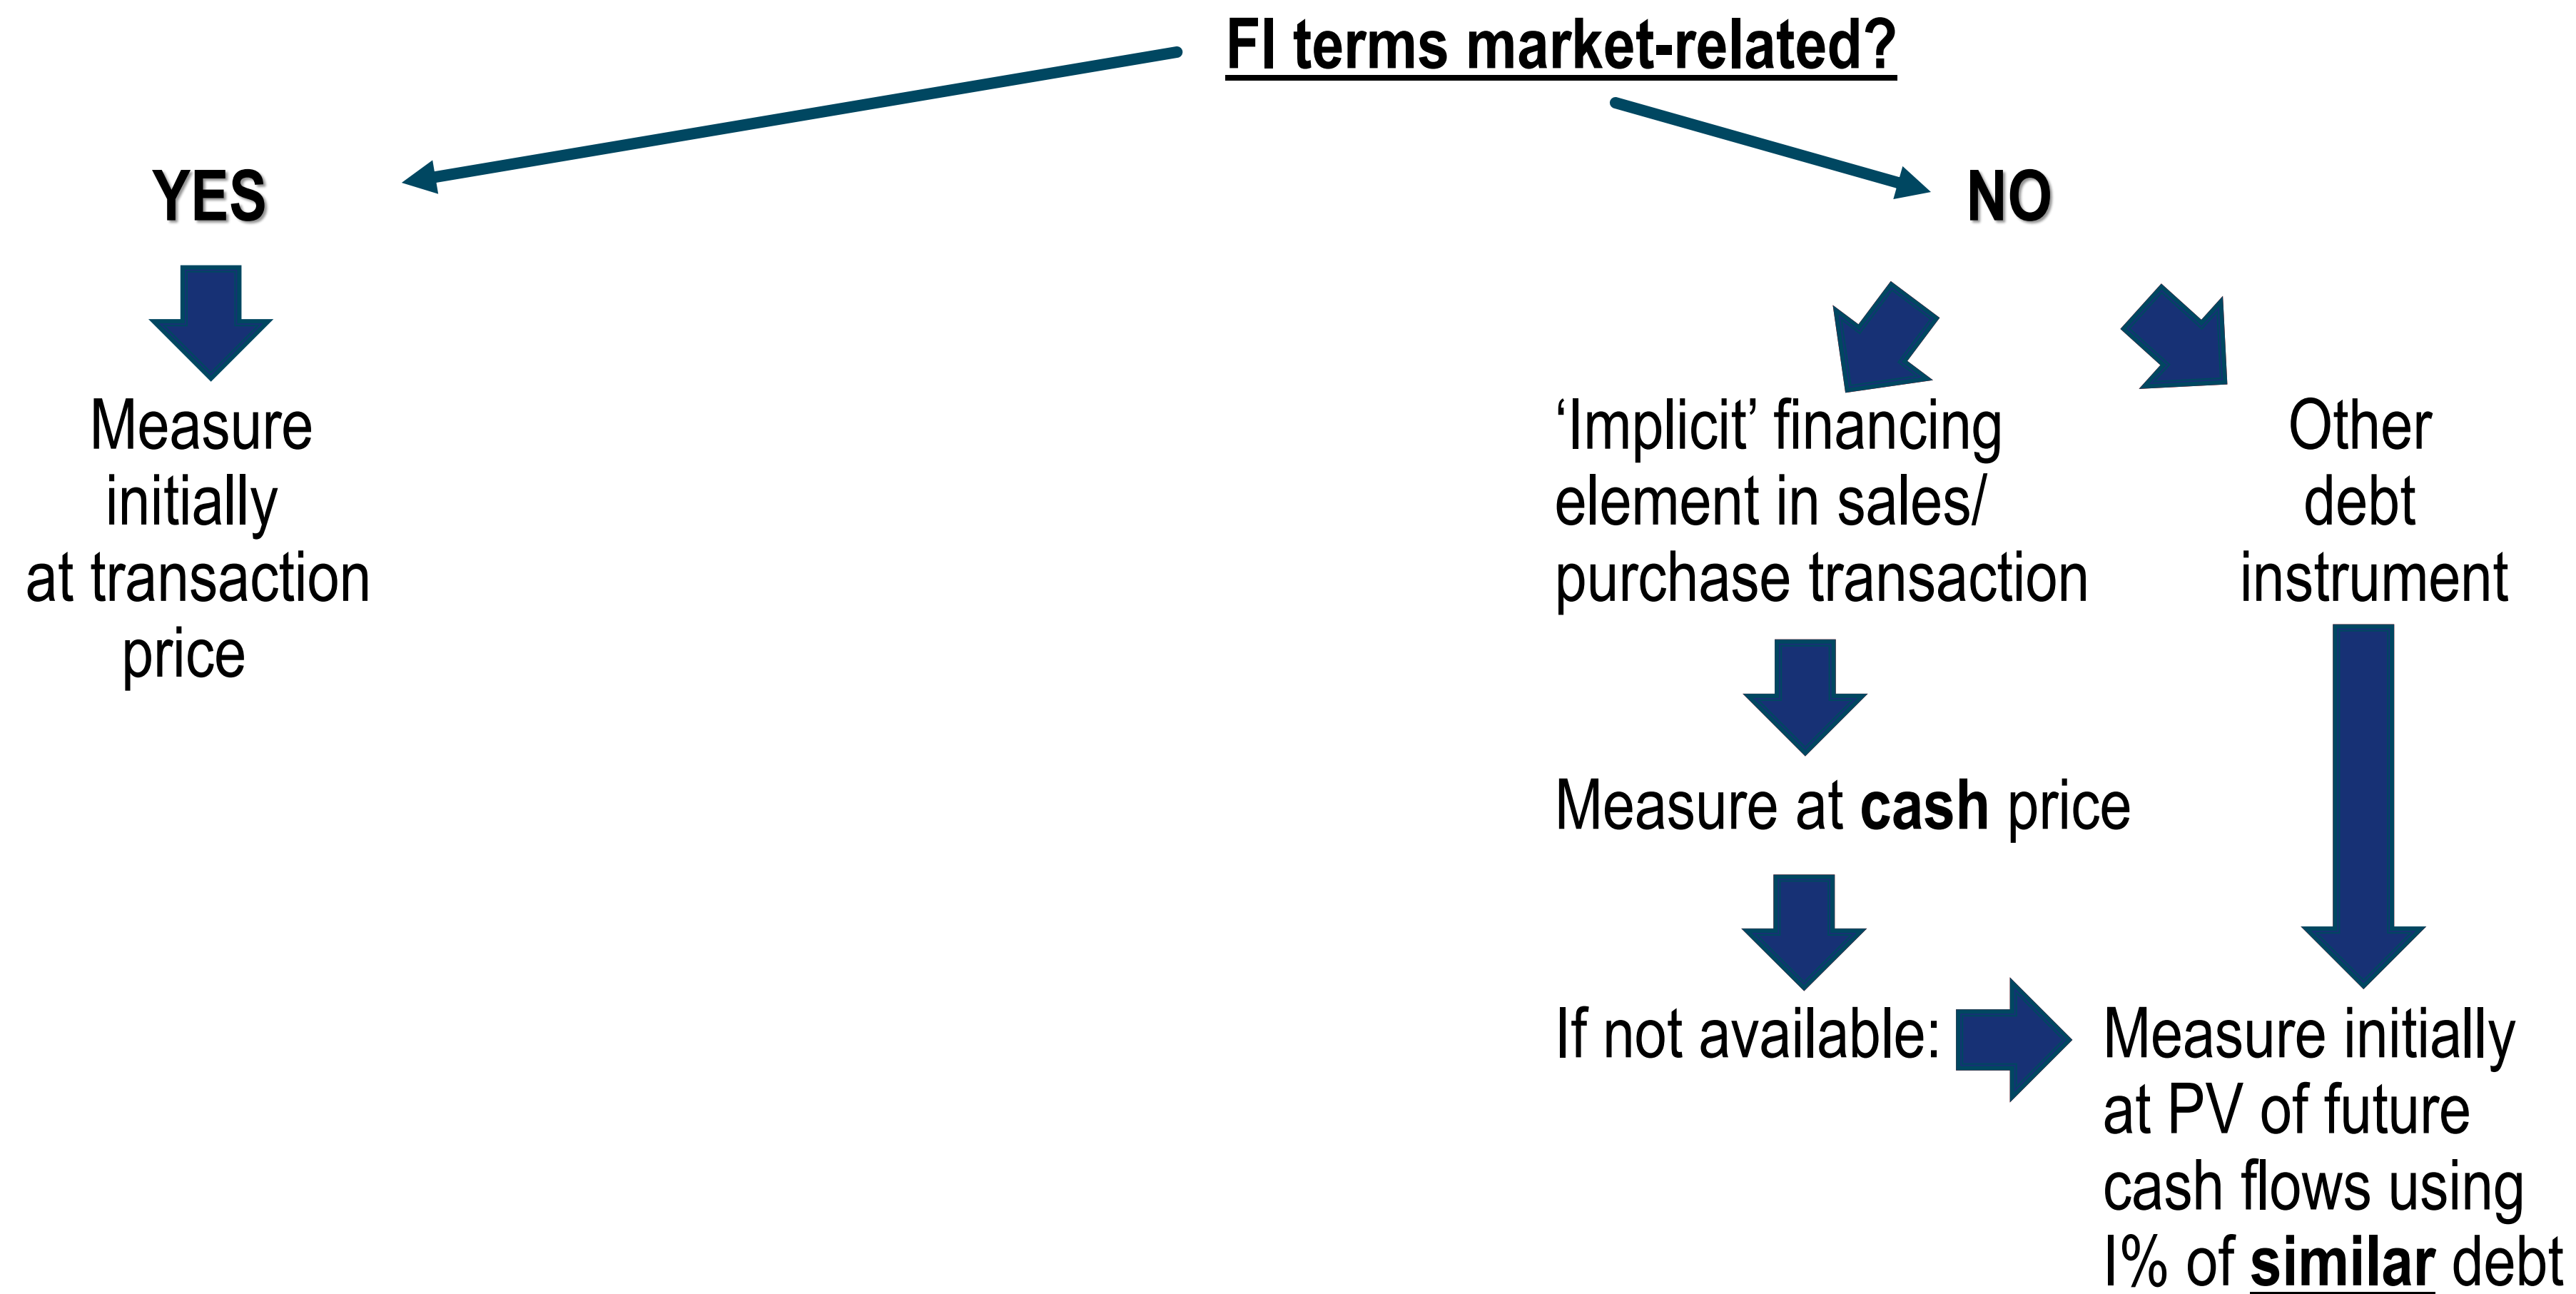 FI terms market-related?
YES
NO
Measure
initially
at transaction
price
‘Implicit’ financing
element in sales/
purchase transaction
Other
debt
instrument
Measure at cash price
If not available:
Measure initially
at PV of future
cash flows using
I% of similar debt